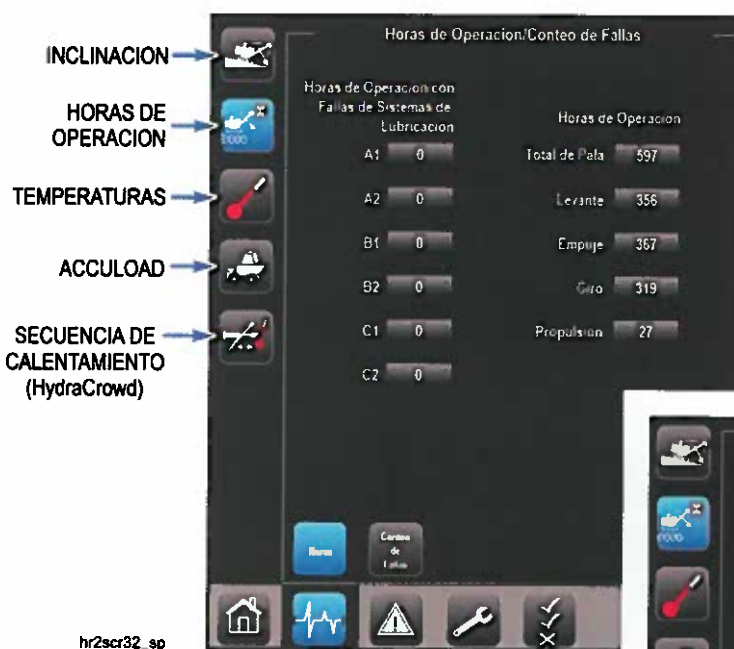 INCLINACION
HORAS DE
OPERACION
TEMPERATURAS
ACCULOAD
SECUENCIA DE
CALENTAMIENTO
(HydraCrowd)
Horas de Operacion/Conteo de Fallas
Horas de Operacion con
Fallas de Sistemas de
Lubricacion
A1 0
A2 0
B1 0
B2 0
C1 0
C2 0
Horas de Operacion
Total de Pala 597
Levante 356
Empuje 367
Giro 319
Propulsion 27
Horas
Conteo
de
Fallas
hr2scr32_sp